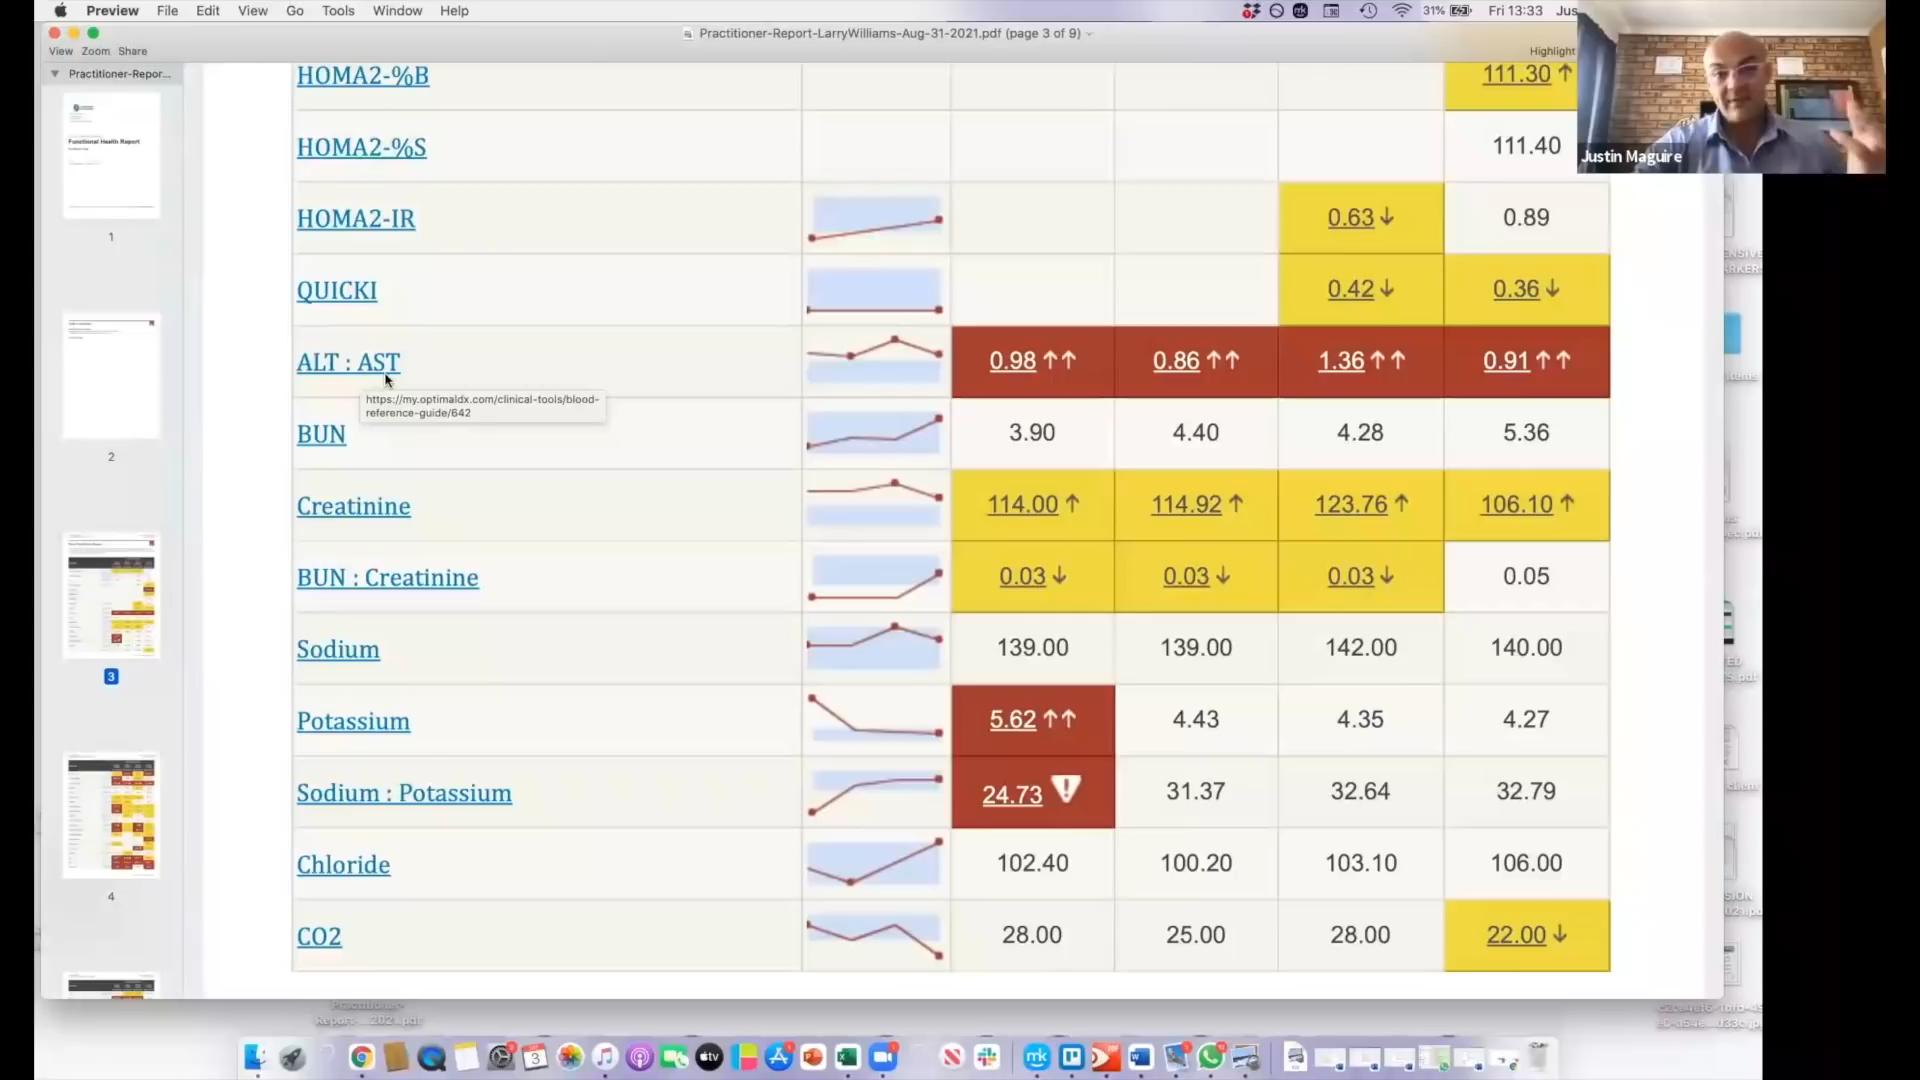 Preview File Edit View Go Tools Window Help
31% Fri 13:33 Jus
Practitioner-Report-LarryWilliams-Aug-31-2021.pdf (page 3 of 9)
View Zoom Share
Highlight
Practitioner-Repor...
Functional Health Report
1
2
3
4
Justin Maguire
HOMA2-%B 111.30 ↑
HOMA2-%S 111.40
HOMA2-IR 0.63 ↓ 0.89
QUICKI 0.42 ↓ 0.36 ↓
ALT : AST 0.98 ↑↑ 0.86 ↑↑ 1.36 ↑↑ 0.91 ↑↑
https://my.optimaldx.com/clinical-tools/blood-
reference-guide/642
BUN 3.90 4.40 4.28 5.36
Creatinine 114.00 ↑ 114.92 ↑ 123.76 ↑ 106.10 ↑
BUN : Creatinine 0.03 ↓ 0.03 ↓ 0.03 ↓ 0.05
Sodium 139.00 139.00 142.00 140.00
Potassium 5.62 ↑↑ 4.43 4.35 4.27
Sodium : Potassium 24.73 ! 31.37 32.64 32.79
Chloride 102.40 100.20 103.10 106.00
CO2 28.00 25.00 28.00 22.00 ↓